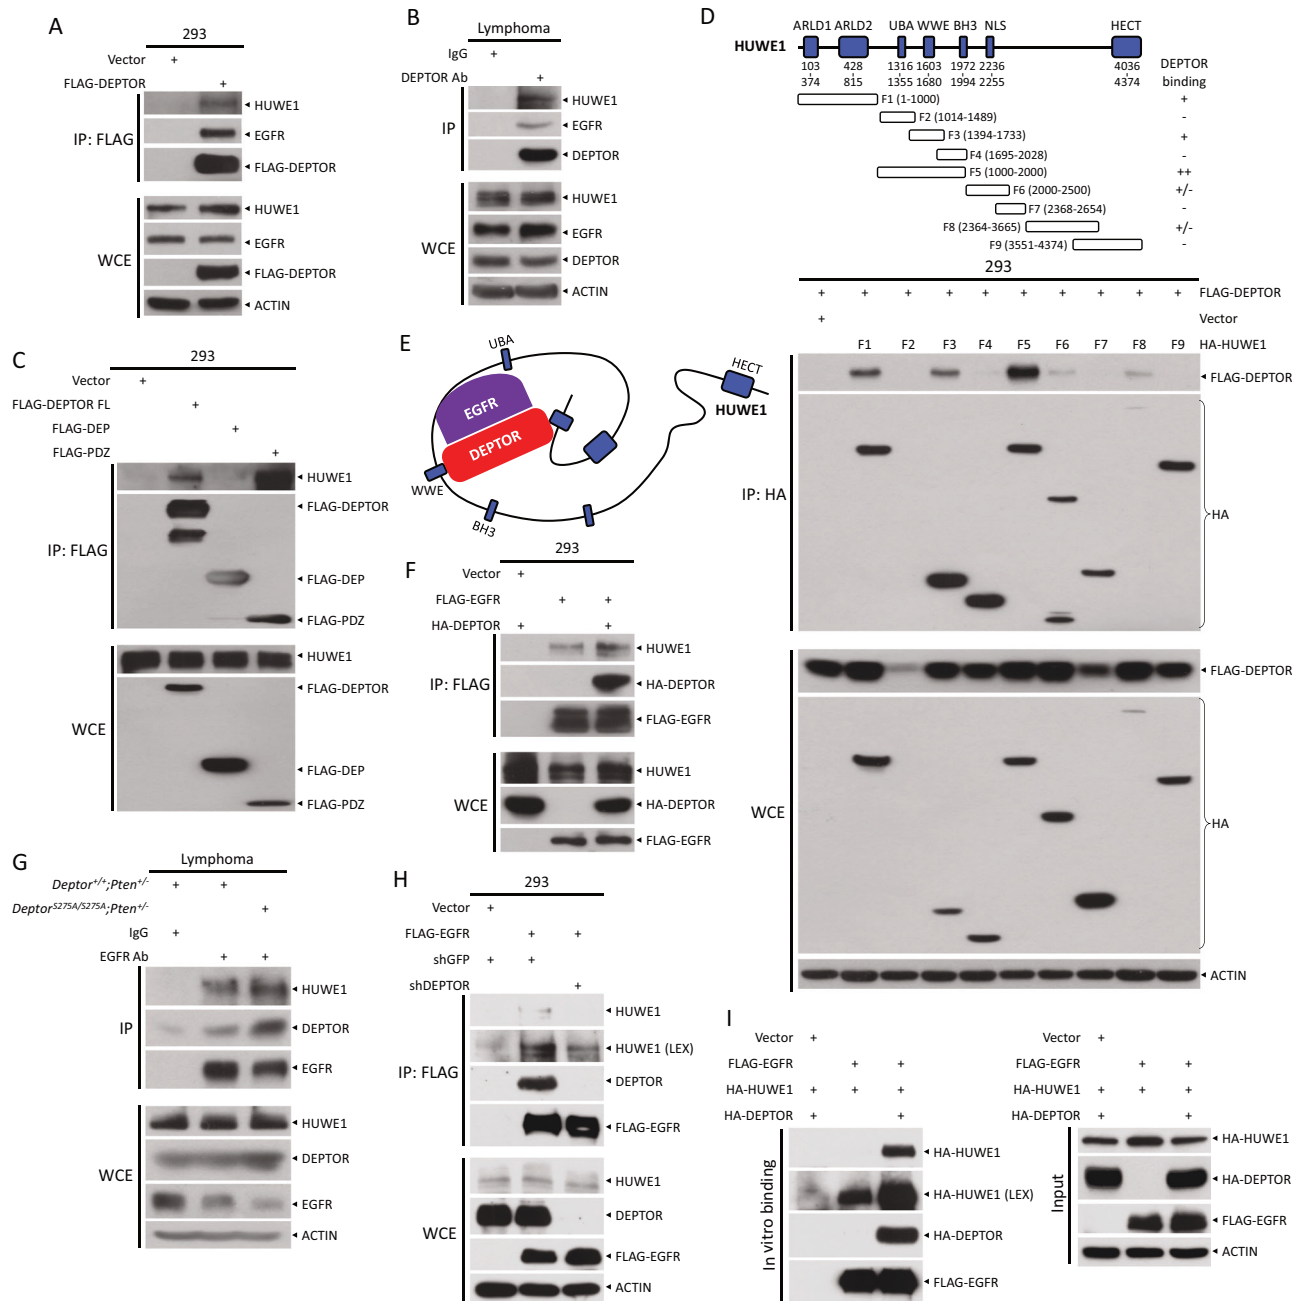 A
293
Vector +
FLAG-DEPTOR +
IP: FLAG
HUWE1
EGFR
FLAG-DEPTOR
WCE
HUWE1
EGFR
FLAG-DEPTOR
ACTIN
B
Lymphoma
IgG +
DEPTOR Ab +
IP
HUWE1
EGFR
DEPTOR
WCE
HUWE1
EGFR
DEPTOR
ACTIN
C
293
Vector +
FLAG-DEPTOR FL +
FLAG-DEP +
FLAG-PDZ +
IP: FLAG
HUWE1
FLAG-DEPTOR
FLAG-DEP
FLAG-PDZ
WCE
HUWE1
FLAG-DEPTOR
FLAG-DEP
FLAG-PDZ
D
ARLD1 ARLD2 UBA WWE BH3 NLS HECT
HUWE1
103 428 1316 1603 1972 2236 4036 DEPTOR
374 815 1355 1680 1994 2255 4374 binding
F1 (1-1000) +
F2 (1014-1489) -
F3 (1394-1733) +
F4 (1695-2028) -
F5 (1000-2000) ++
F6 (2000-2500) +/-
F7 (2368-2654) -
F8 (2364-3665) +/-
F9 (3551-4374) -
293
+ + + + + + + + + + FLAG-DEPTOR
+ Vector
F1 F2 F3 F4 F5 F6 F7 F8 F9 HA-HUWE1
IP: HA
FLAG-DEPTOR
HA
WCE
FLAG-DEPTOR
HA
ACTIN
E
UBA
EGFR
DEPTOR
WWE
BH3
HECT
HUWE1
F
293
Vector +
FLAG-EGFR + +
HA-DEPTOR + +
IP: FLAG
HUWE1
HA-DEPTOR
FLAG-EGFR
WCE
HUWE1
HA-DEPTOR
FLAG-EGFR
G
Lymphoma
Deptor+/+;Pten+/- + +
DeptorS275A/S275A;Pten+/- +
IgG +
EGFR Ab + +
IP
HUWE1
DEPTOR
EGFR
WCE
HUWE1
DEPTOR
EGFR
ACTIN
H
293
Vector +
FLAG-EGFR + +
shGFP + +
shDEPTOR +
IP: FLAG
HUWE1
HUWE1 (LEX)
DEPTOR
FLAG-EGFR
WCE
HUWE1
DEPTOR
FLAG-EGFR
ACTIN
I
Vector +
FLAG-EGFR + +
HA-HUWE1 + + +
HA-DEPTOR + +
In vitro binding
HA-HUWE1
HA-HUWE1 (LEX)
HA-DEPTOR
FLAG-EGFR
Vector +
FLAG-EGFR + +
HA-HUWE1 + + +
HA-DEPTOR + +
Input
HA-HUWE1
HA-DEPTOR
FLAG-EGFR
ACTIN